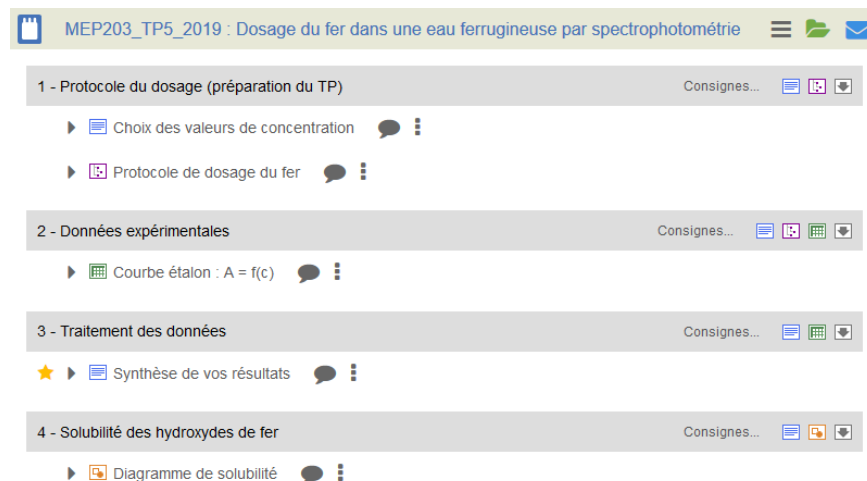 MEP203_TP5_2019 : Dosage du fer dans une eau ferrugineuse par spectrophotométrie
1 - Protocole du dosage (préparation du TP) Consignes...
Choix des valeurs de concentration
Protocole de dosage du fer
2 - Données expérimentales Consignes...
Courbe étalon : A = f(c)
3 - Traitement des données Consignes...
Synthèse de vos résultats
4 - Solubilité des hydroxydes de fer Consignes...
Diagramme de solubilité